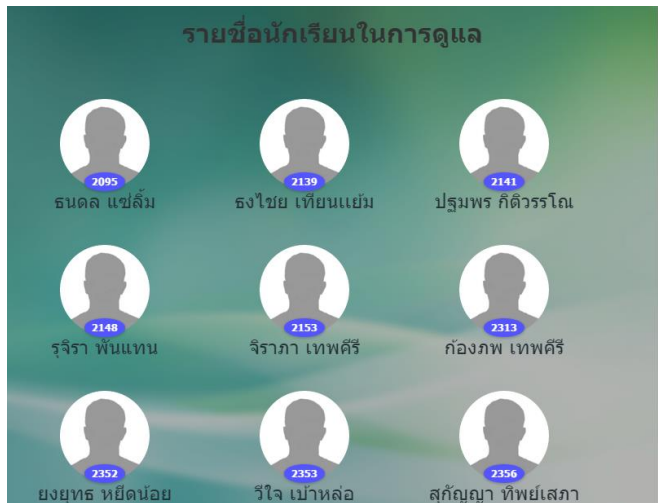 รายชื่อนักเรียนในการดูแล
2095 2139 2141
ธนดล แซ่ลิ้ม ธงไชย เทียนแย้ม ปฐมพร กิติวรรโณ
2148 2153 2313
รุจิรา พันแทน จิราภา เทพคีรี ก้องภพ เทพคีรี
2352 2353 2356
ยงยุทธ หยีดน้อย วีใจ เบ้าหล่อ สุกัญญา ทิพย์เสภา